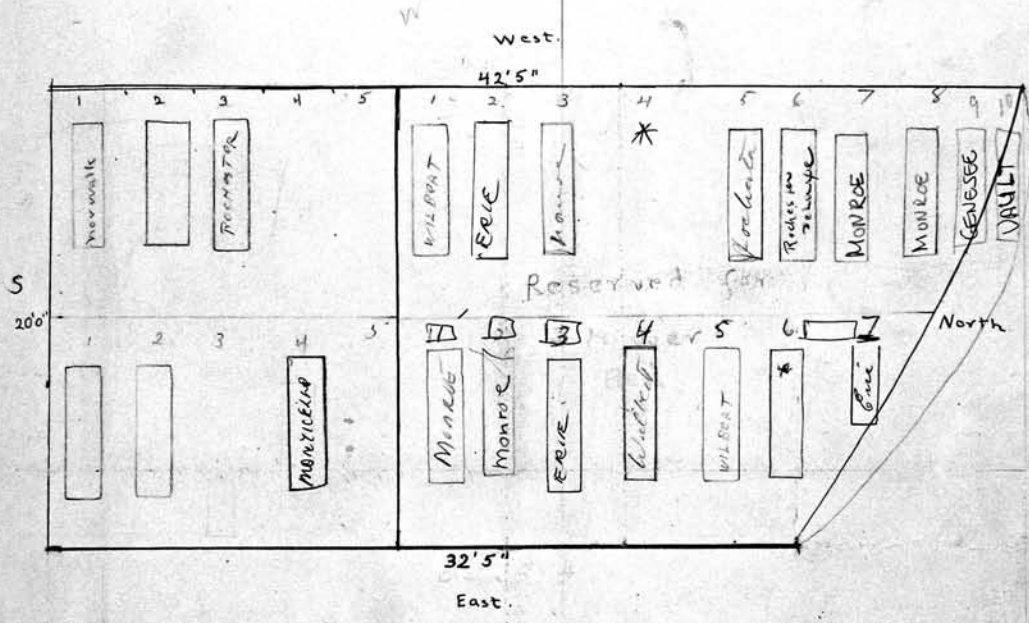 W
West.
42'5"
1 2 3 4 5 1 2 3 4 5 6 7 8 9 10
Norwalk
ROCHESTOR
WILBERT
ERIE
Monroe
*
Rochester
MONROE
MONROE
GENESEE
VAULT
S
Reserved for
20'0"
North
1 2 3 4 5 1 2 3 4 5 6 7
MONTICELLO
MONROE
Monroe
ERIE
Wilbert
WILBERT
*
Erie
32'5"
East.